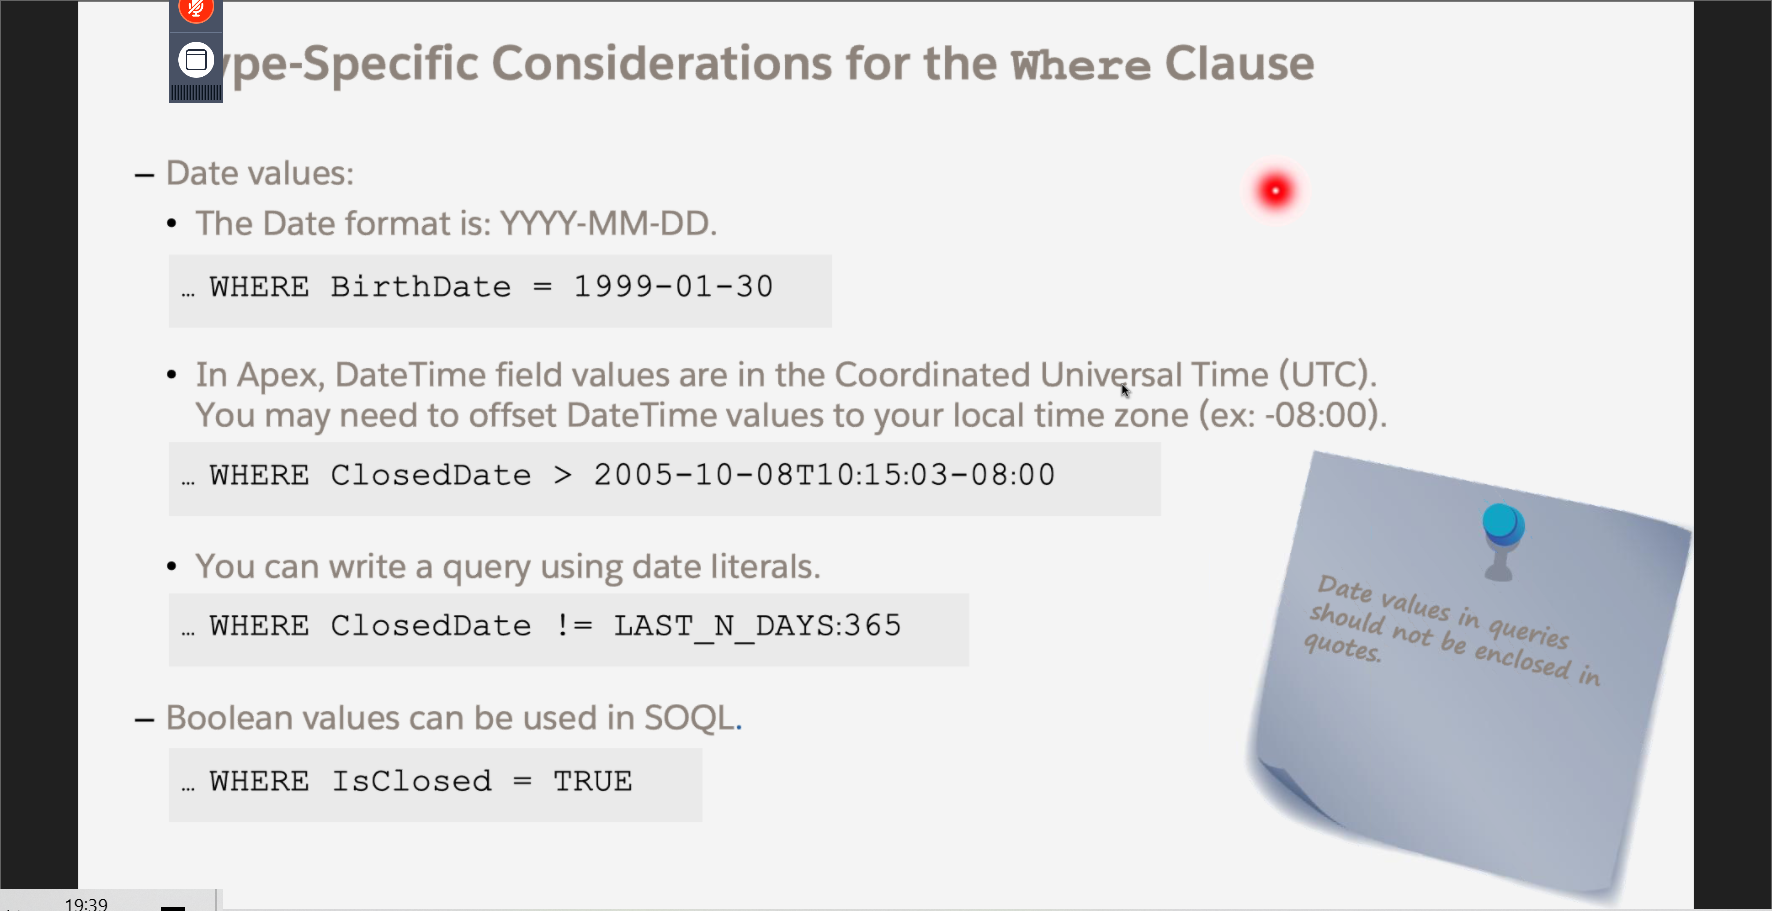 ype-Specific Considerations for the Where Clause
– Date values:
• The Date format is: YYYY-MM-DD.
… WHERE BirthDate = 1999-01-30
• In Apex, DateTime field values are in the Coordinated Universal Time (UTC).
You may need to offset DateTime values to your local time zone (ex: -08:00).
… WHERE ClosedDate > 2005-10-08T10:15:03-08:00
• You can write a query using date literals.
… WHERE ClosedDate != LAST_N_DAYS:365
Date values in queries
should not be enclosed in
quotes.
– Boolean values can be used in SOQL.
… WHERE IsClosed = TRUE
19:39